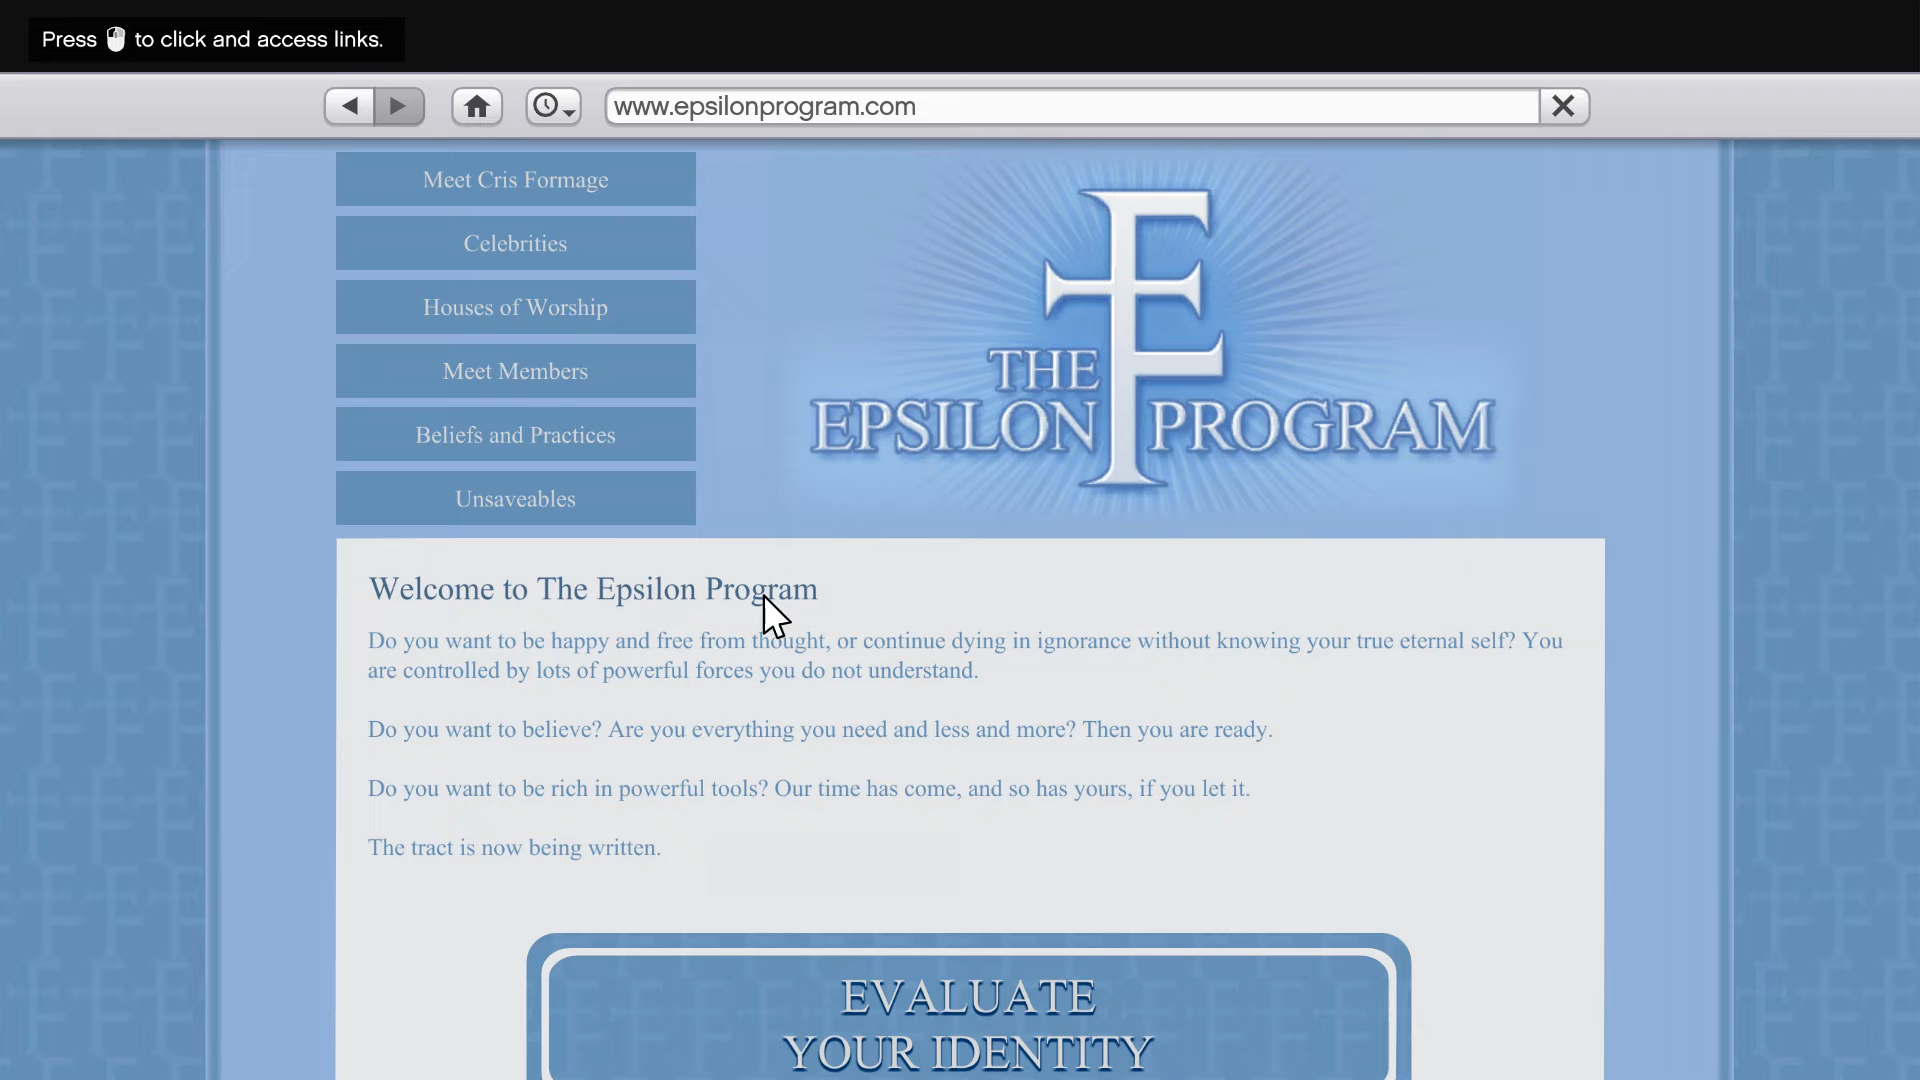 Press to click and access links.
www.epsilonprogram.com
Meet Cris Formage
Celebrities
Houses of Worship
Meet Members
Beliefs and Practices
Unsaveables
THE
EPSILON PROGRAM
Welcome to The Epsilon Program
Do you want to be happy and free from thought, or continue dying in ignorance without knowing your true eternal self? You
are controlled by lots of powerful forces you do not understand.
Do you want to believe? Are you everything you need and less and more? Then you are ready.
Do you want to be rich in powerful tools? Our time has come, and so has yours, if you let it.
The tract is now being written.
EVALUATE
YOUR IDENTITY